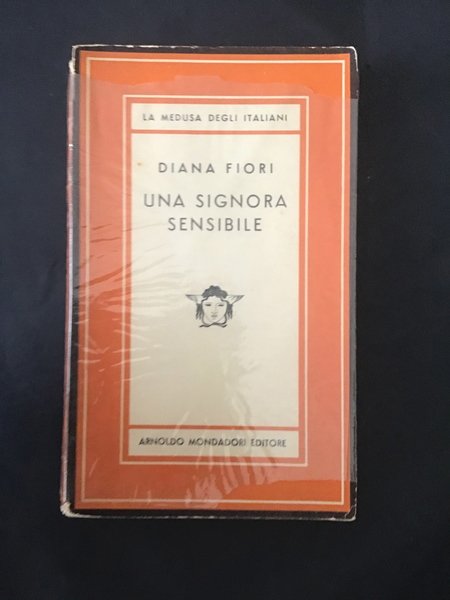 LA MEDUSA DEGLI ITALIANI
DIANA FIORI
UNA SIGNORA
SENSIBILE
ARNOLDO MONDADORI EDITORE